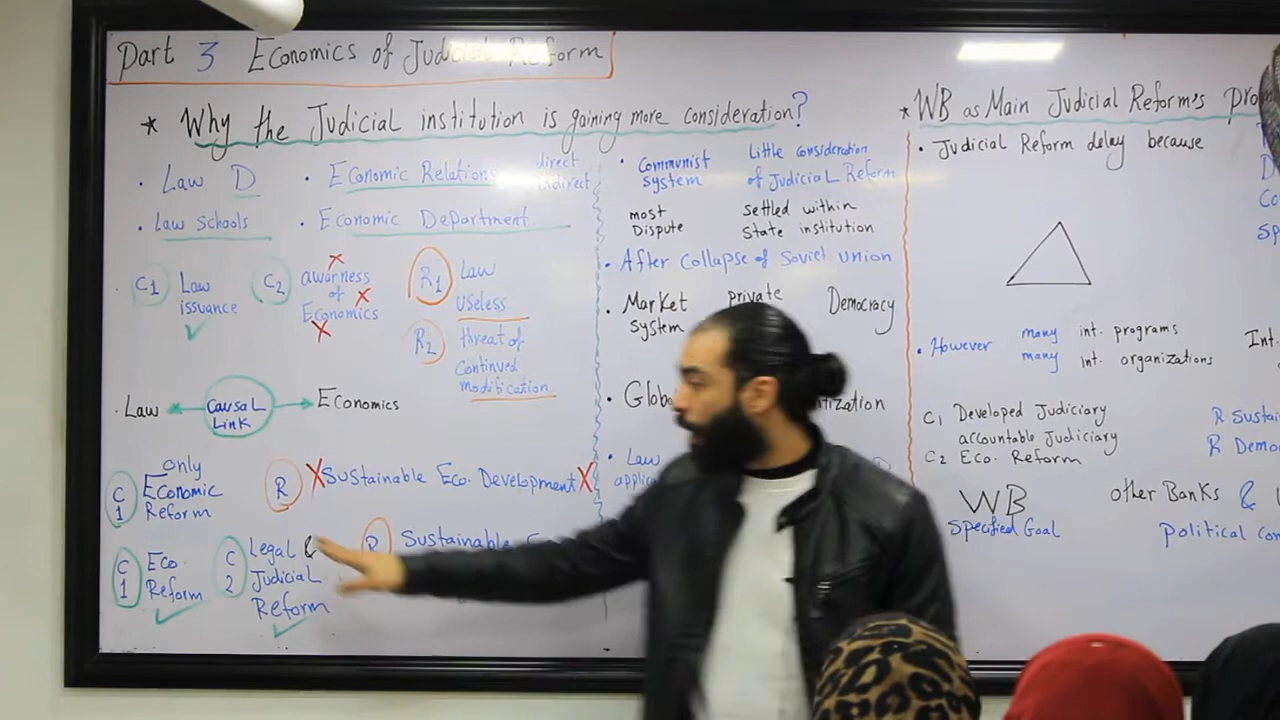 Part 3 Economics of Judicial Reform
* Why the Judicial institution is gaining more consideration?
· Law D · Economic Relations direct
indirect
· Law schools · Economic Department
C1 Law
issuance
C2 awarness
of
Economics
R1 Law
useless
R2 threat of
continued
modification
· Law Causal
Link Economics
C
1 only
Economic
Reform
R X Sustainable Eco. Development X
C
1 Eco.
Reform
C
2 Legal &
Judicial
Reform
R Sustainable
· Communist
system
Little consideration
of Judicial Reform
most
Dispute
settled within
state institution
· After collapse of Soviet union
· Market
system
private
Democracy
· Law
* WB as Main Judicial Reform's
· Judicial Reform delay because
· However many int. programs
many int. organizations
Int.
C1 Developed Judiciary
accountable Judiciary
C2 Eco. Reform
R
R
WB
Specified Goal
other Banks &
Political